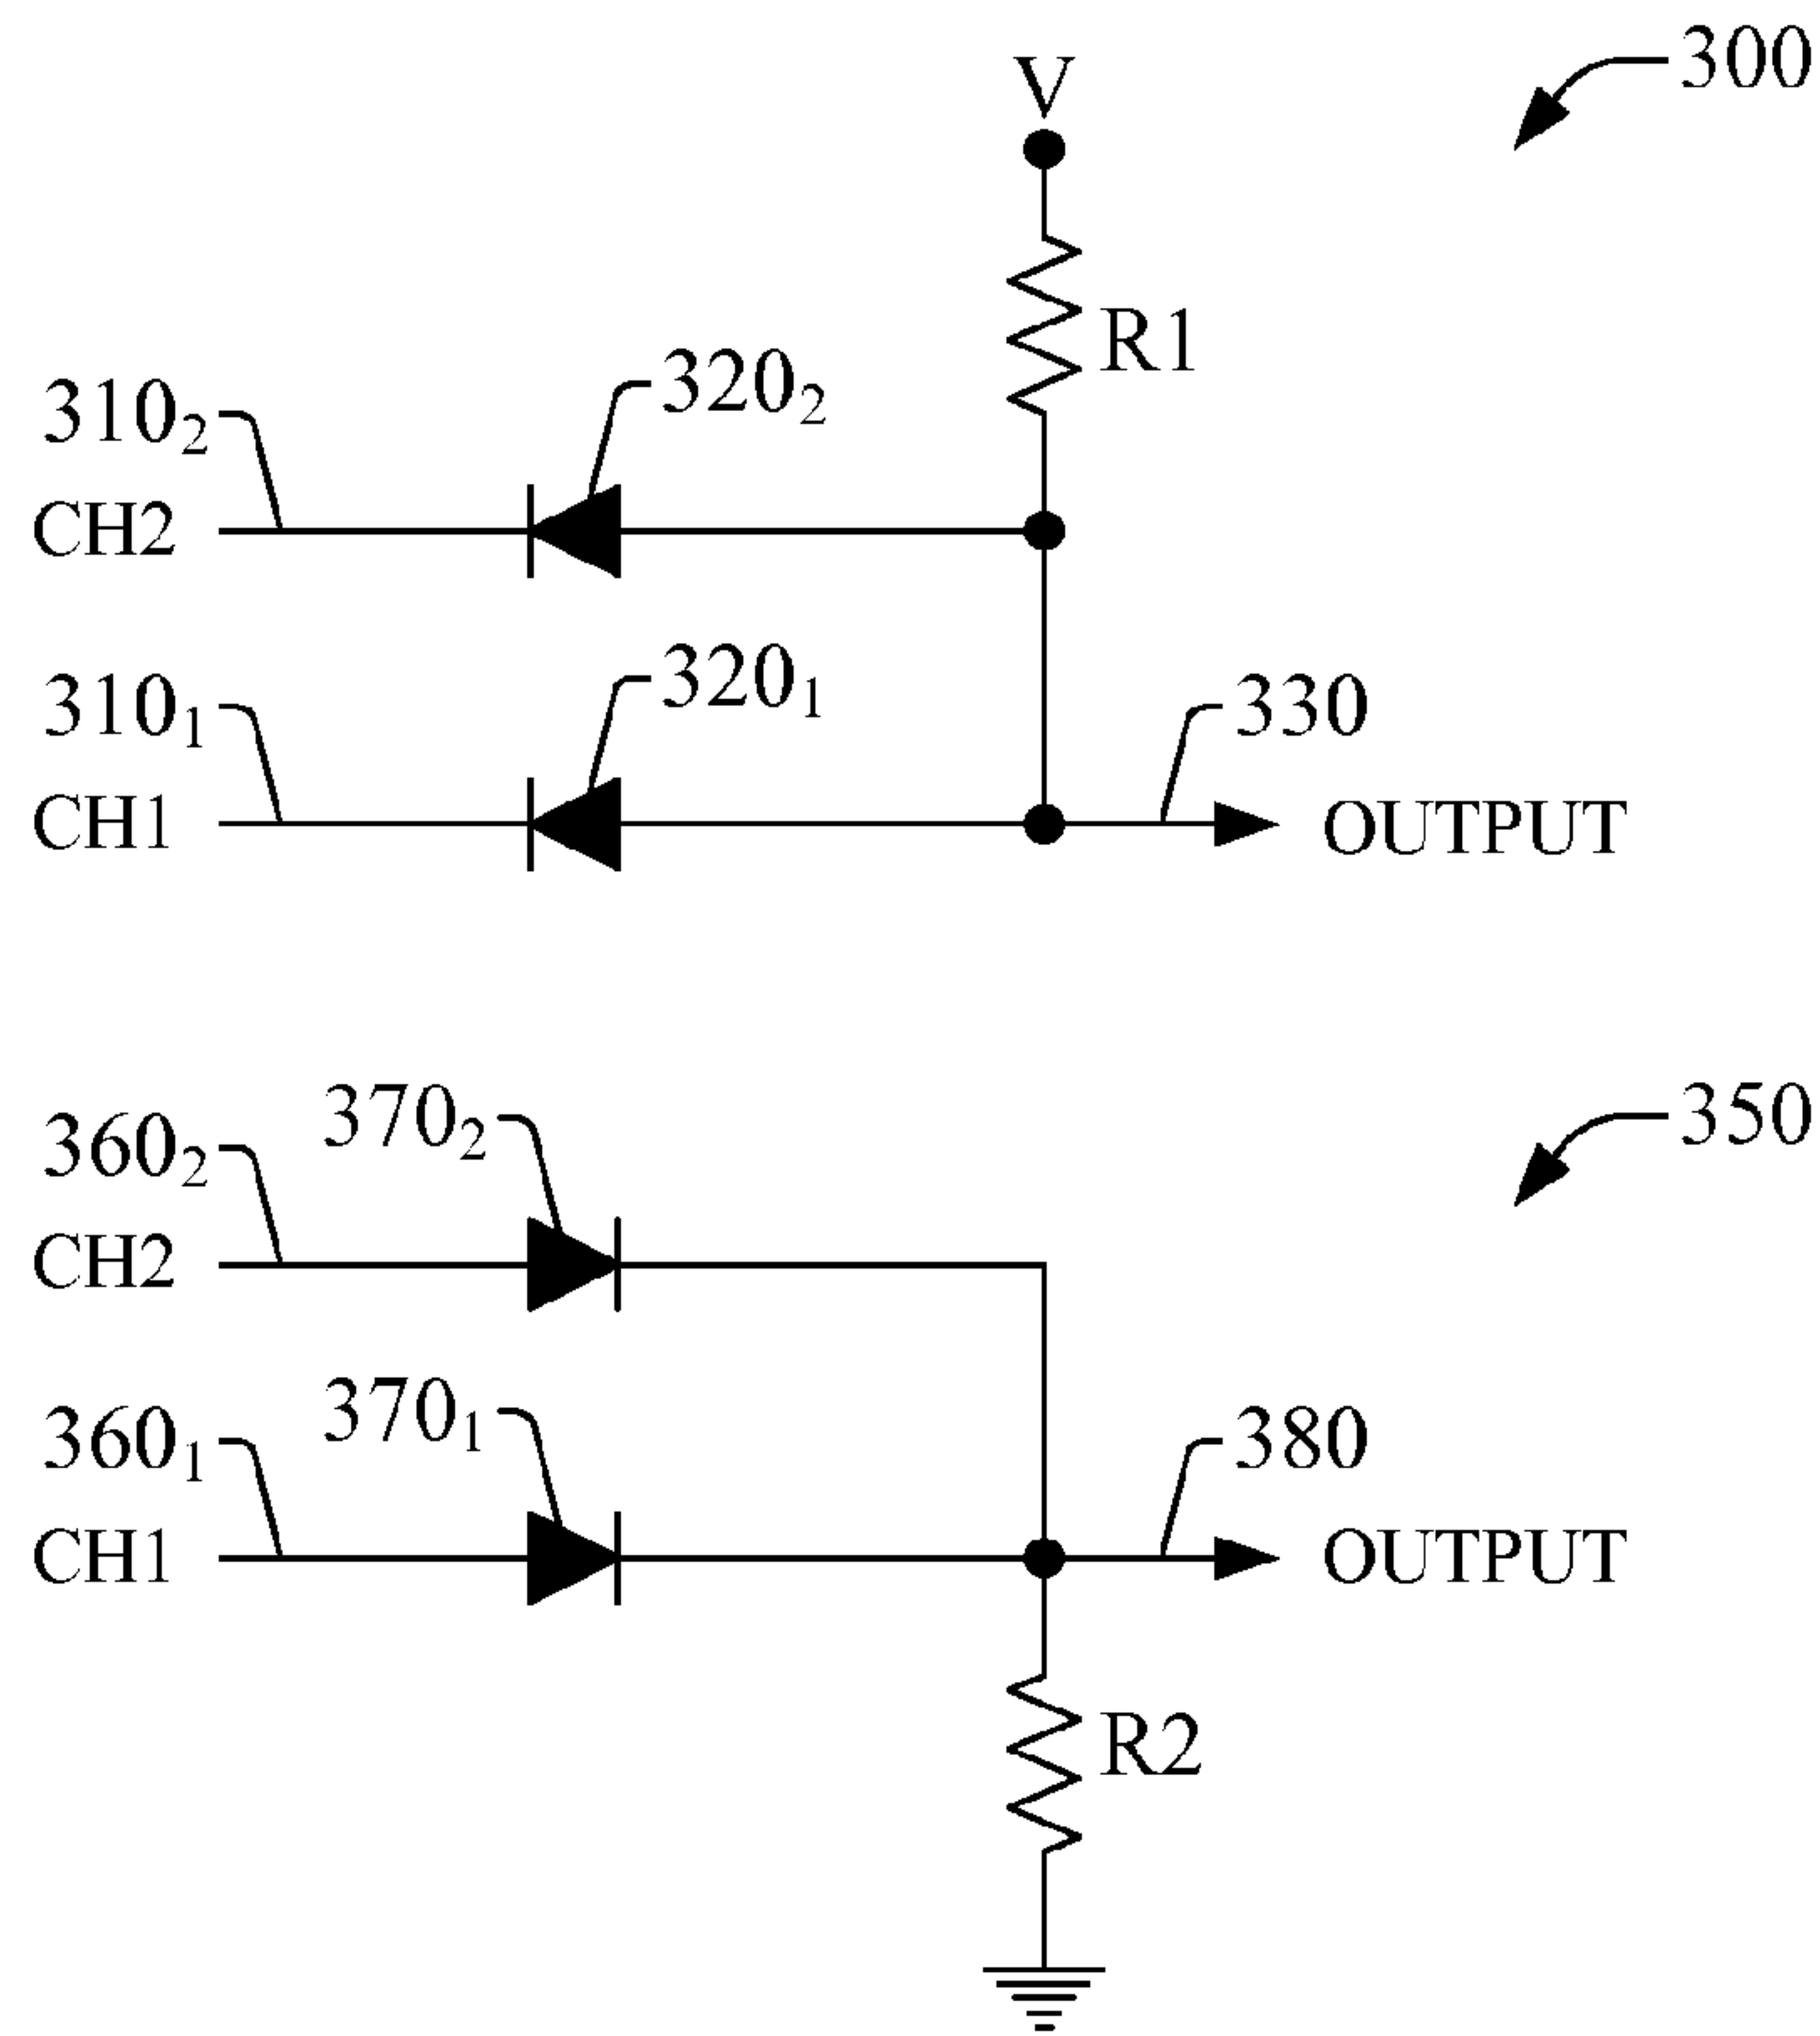 300
V
R1
320₂
310₂
CH2
320₁
310₁
330
CH1
OUTPUT
350
370₂
360₂
CH2
370₁
360₁
380
CH1
OUTPUT
R2